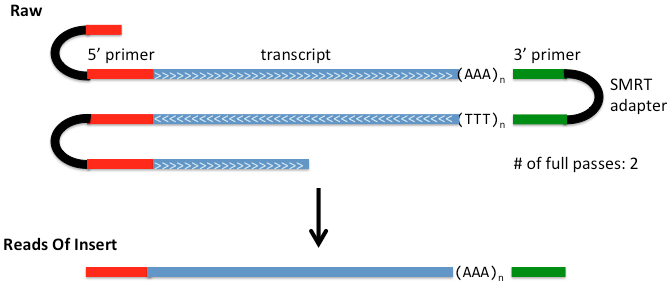 Raw
5’ primer
transcript
3’ primer
>>>>>>>>>>>>>>>>>>>>>>>>>>>>>>>>>>>>>>>
(AAA)n
SMRT
adapter
<<<<<<<<<<<<<<<<<<<<<<<<<<<<<<<<<<<<<<<
(TTT)n
>>>>>>>>>>>>>>>>>>>>
# of full passes: 2
Reads Of Insert
(AAA)n